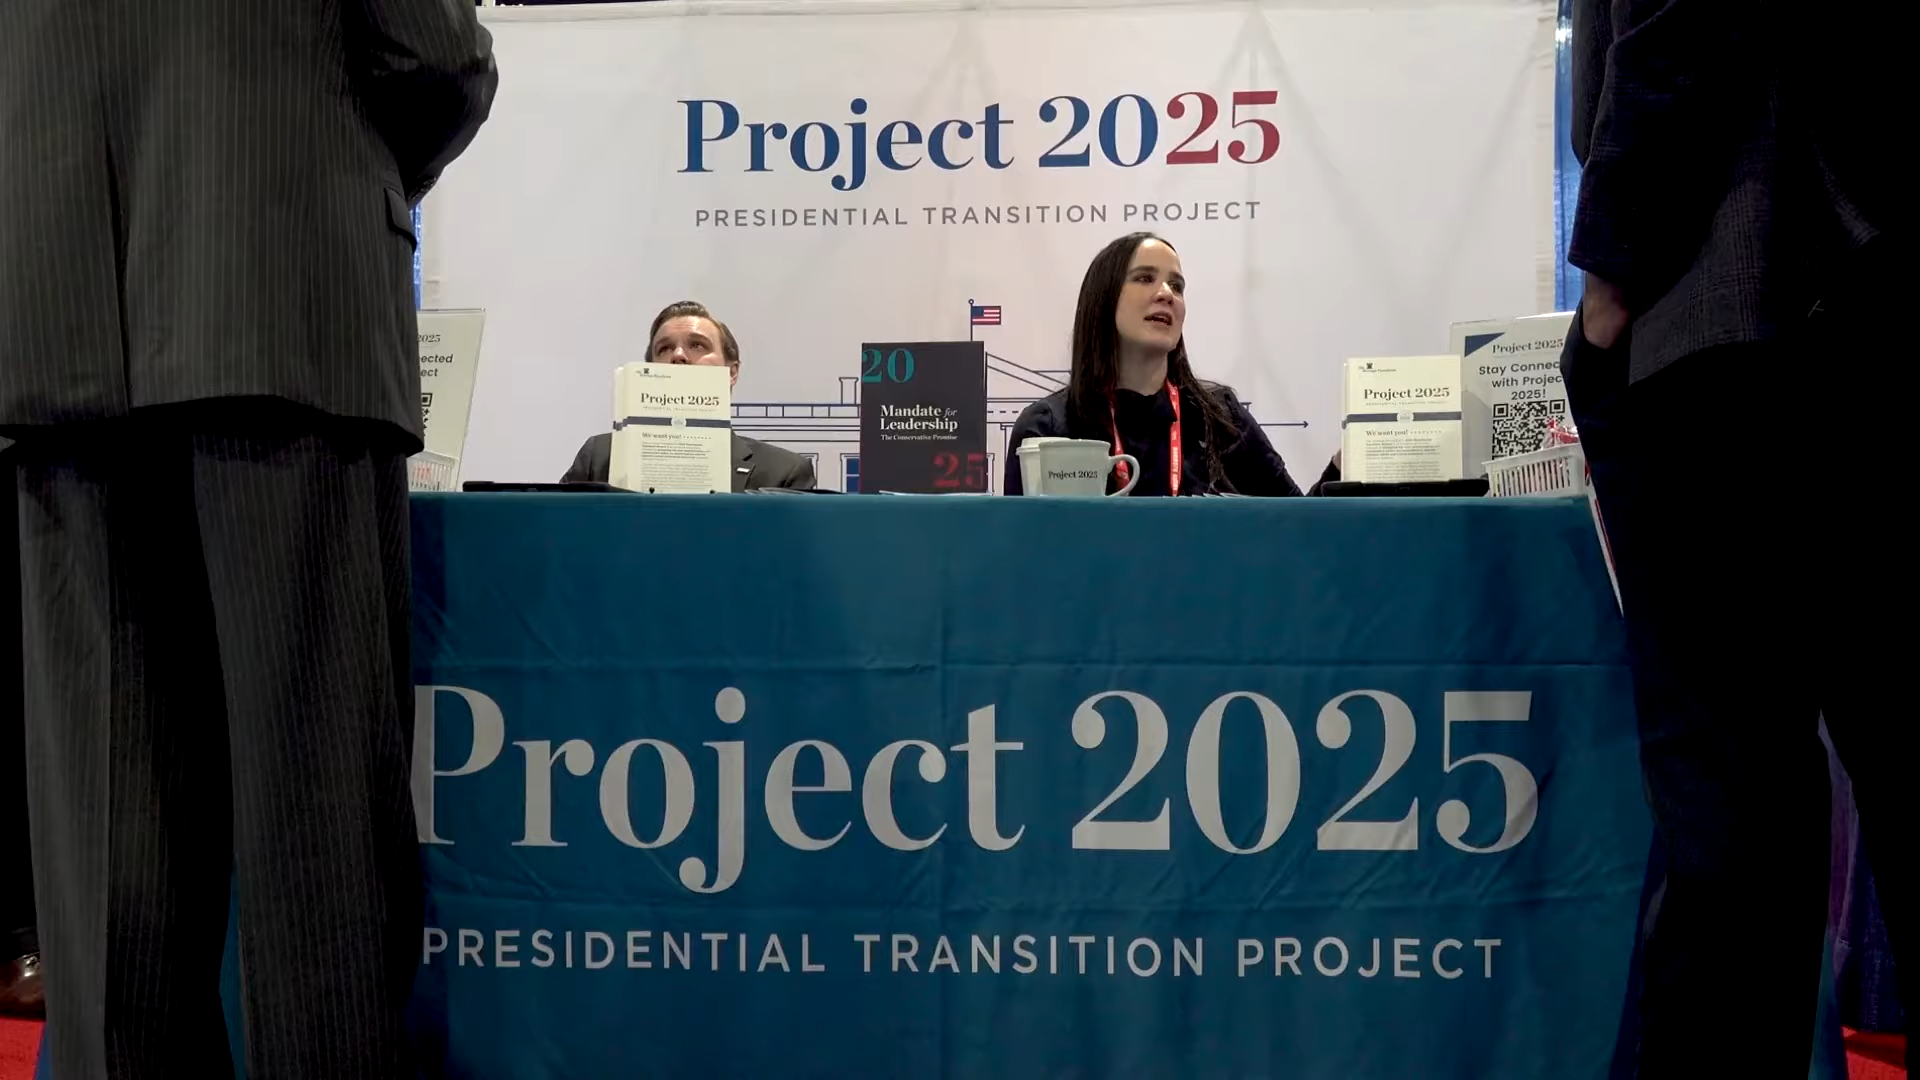 Project 2025
PRESIDENTIAL TRANSITION PROJECT
2025
Project 2025
We want you!
20
Mandate for
Leadership
The Conservative Promise
25
Project 2025
Project 2025
We want you!
Project 2025
Stay Connec
with Projec
2025!
Project 2025
PRESIDENTIAL TRANSITION PROJECT